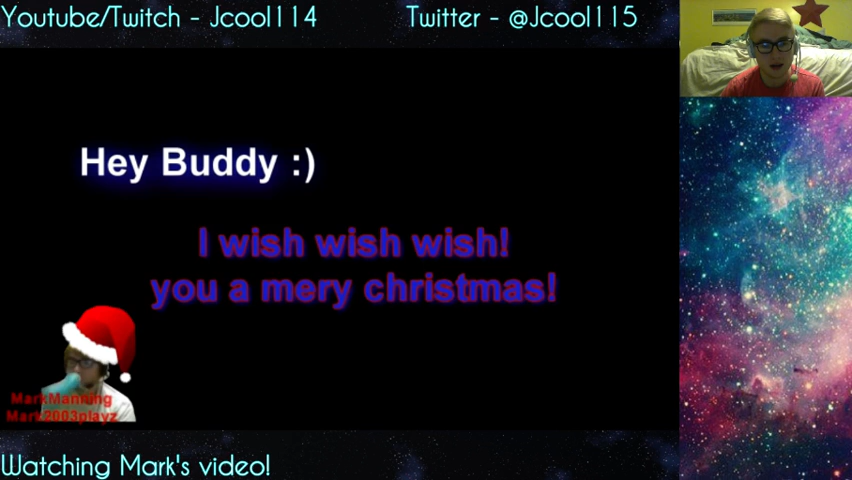 Youtube/Twitch - Jcool114
Twitter - @Jcool115
Hey Buddy :)
I wish wish wish!
you a mery christmas!
MarkManning
Mark2003playz
Watching Mark's video!